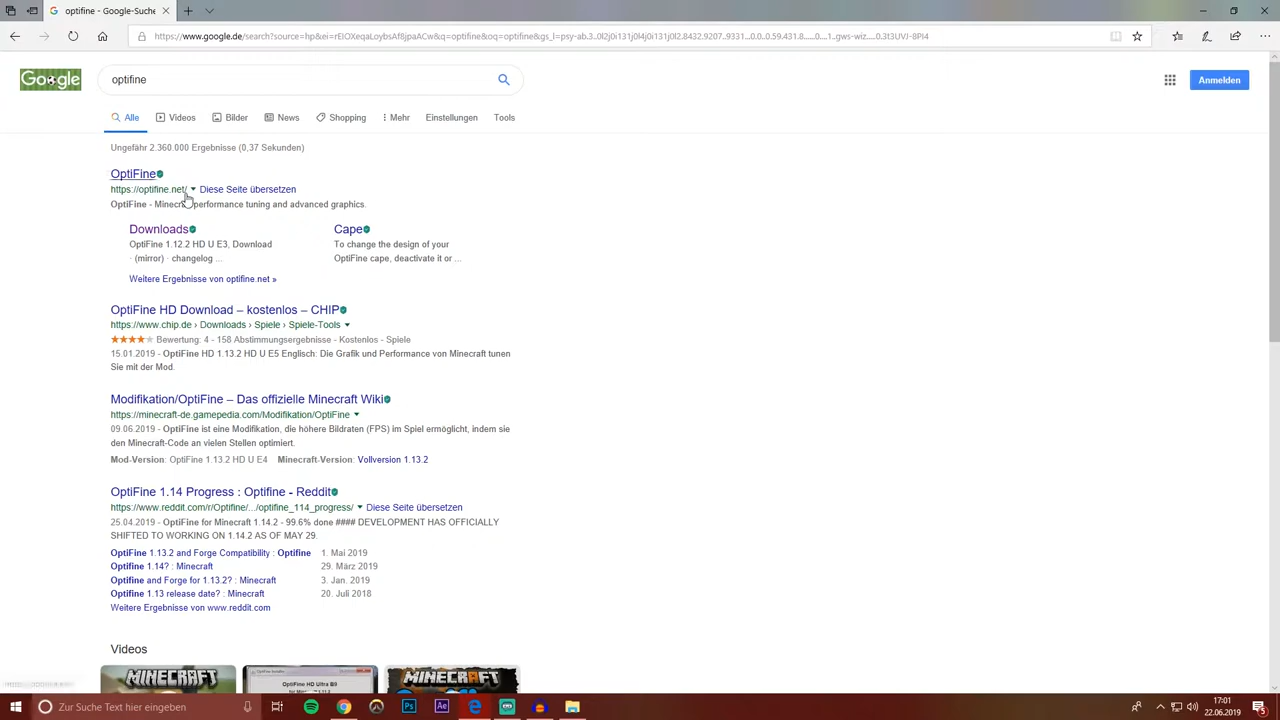 optifine - Google-Suche
https://www.google.de/search?source=hp&ei=rEIOXeqaLoybsAf8jpaACw&q=optifine&oq=optifine&gs_l=psy-ab.3..0l2j0i131j0l4j0i131j0l2.8432.9207..9331...0.0..0.59.431.8......0....1..gws-wiz.....0.3t3UVJ-8PI4
Google
optifine
Anmelden
Alle Videos Bilder News Shopping Mehr Einstellungen Tools
Ungefähr 2.360.000 Ergebnisse (0,37 Sekunden)
OptiFine
https://optifine.net/ Diese Seite übersetzen
OptiFine - Minecraft performance tuning and advanced graphics.
Downloads Cape
OptiFine 1.12.2 HD U E3, Download To change the design of your
· (mirror) · changelog ... OptiFine cape, deactivate it or ...
Weitere Ergebnisse von optifine.net »
OptiFine HD Download – kostenlos – CHIP
https://www.chip.de › Downloads › Spiele › Spiele-Tools
Bewertung: 4 - 158 Abstimmungsergebnisse - Kostenlos - Spiele
15.01.2019 - OptiFine HD 1.13.2 HD U E5 Englisch: Die Grafik und Performance von Minecraft tunen
Sie mit der Mod.
Modifikation/OptiFine – Das offizielle Minecraft Wiki
https://minecraft-de.gamepedia.com/Modifikation/OptiFine
09.06.2019 - OptiFine ist eine Modifikation, die höhere Bildraten (FPS) im Spiel ermöglicht, indem sie
den Minecraft-Code an vielen Stellen optimiert.
Mod-Version: OptiFine 1.13.2 HD U E4 Minecraft-Version: Vollversion 1.13.2
OptiFine 1.14 Progress : Optifine - Reddit
https://www.reddit.com/r/Optifine/.../optifine_114_progress/ Diese Seite übersetzen
25.04.2019 - OptiFine for Minecraft 1.14.2 - 99.6% done #### DEVELOPMENT HAS OFFICIALLY
SHIFTED TO WORKING ON 1.14.2 AS OF MAY 29.
OptiFine 1.13.2 and Forge Compatibility : Optifine 1. Mai 2019
Optifine 1.14? : Minecraft 29. März 2019
Optifine and Forge for 1.13.2? : Minecraft 3. Jan. 2019
Optifine 1.13 release date? : Minecraft 20. Juli 2018
Weitere Ergebnisse von www.reddit.com
Videos
MINECRAFT OptiFine HD Ultra B9 MINECRAFT
Zur Suche Text hier eingeben
Ps Ae
17:01
22.06.2019